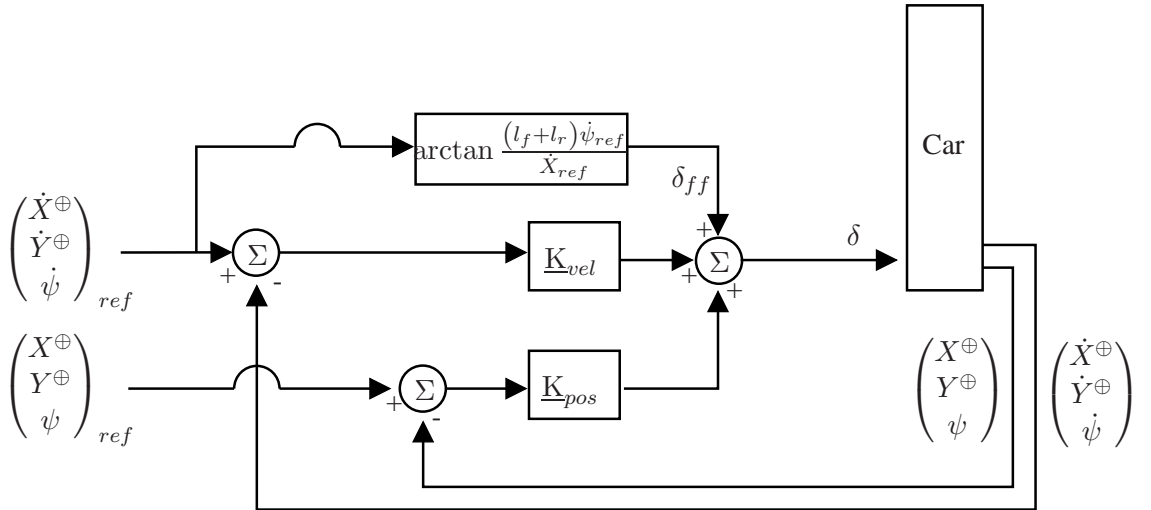 arctan (l_f+l_r)ψ̇_ref / Ẋ_ref
Car
δ_ff
(Ẋ^⊕
Ẏ^⊕
ψ̇)_ref
Σ
+
-
K_vel
+
+
Σ
+
δ
(X^⊕
Y^⊕
ψ)_ref
Σ
+
-
K_pos
(X^⊕
Y^⊕
ψ)
(Ẋ^⊕
Ẏ^⊕
ψ̇)